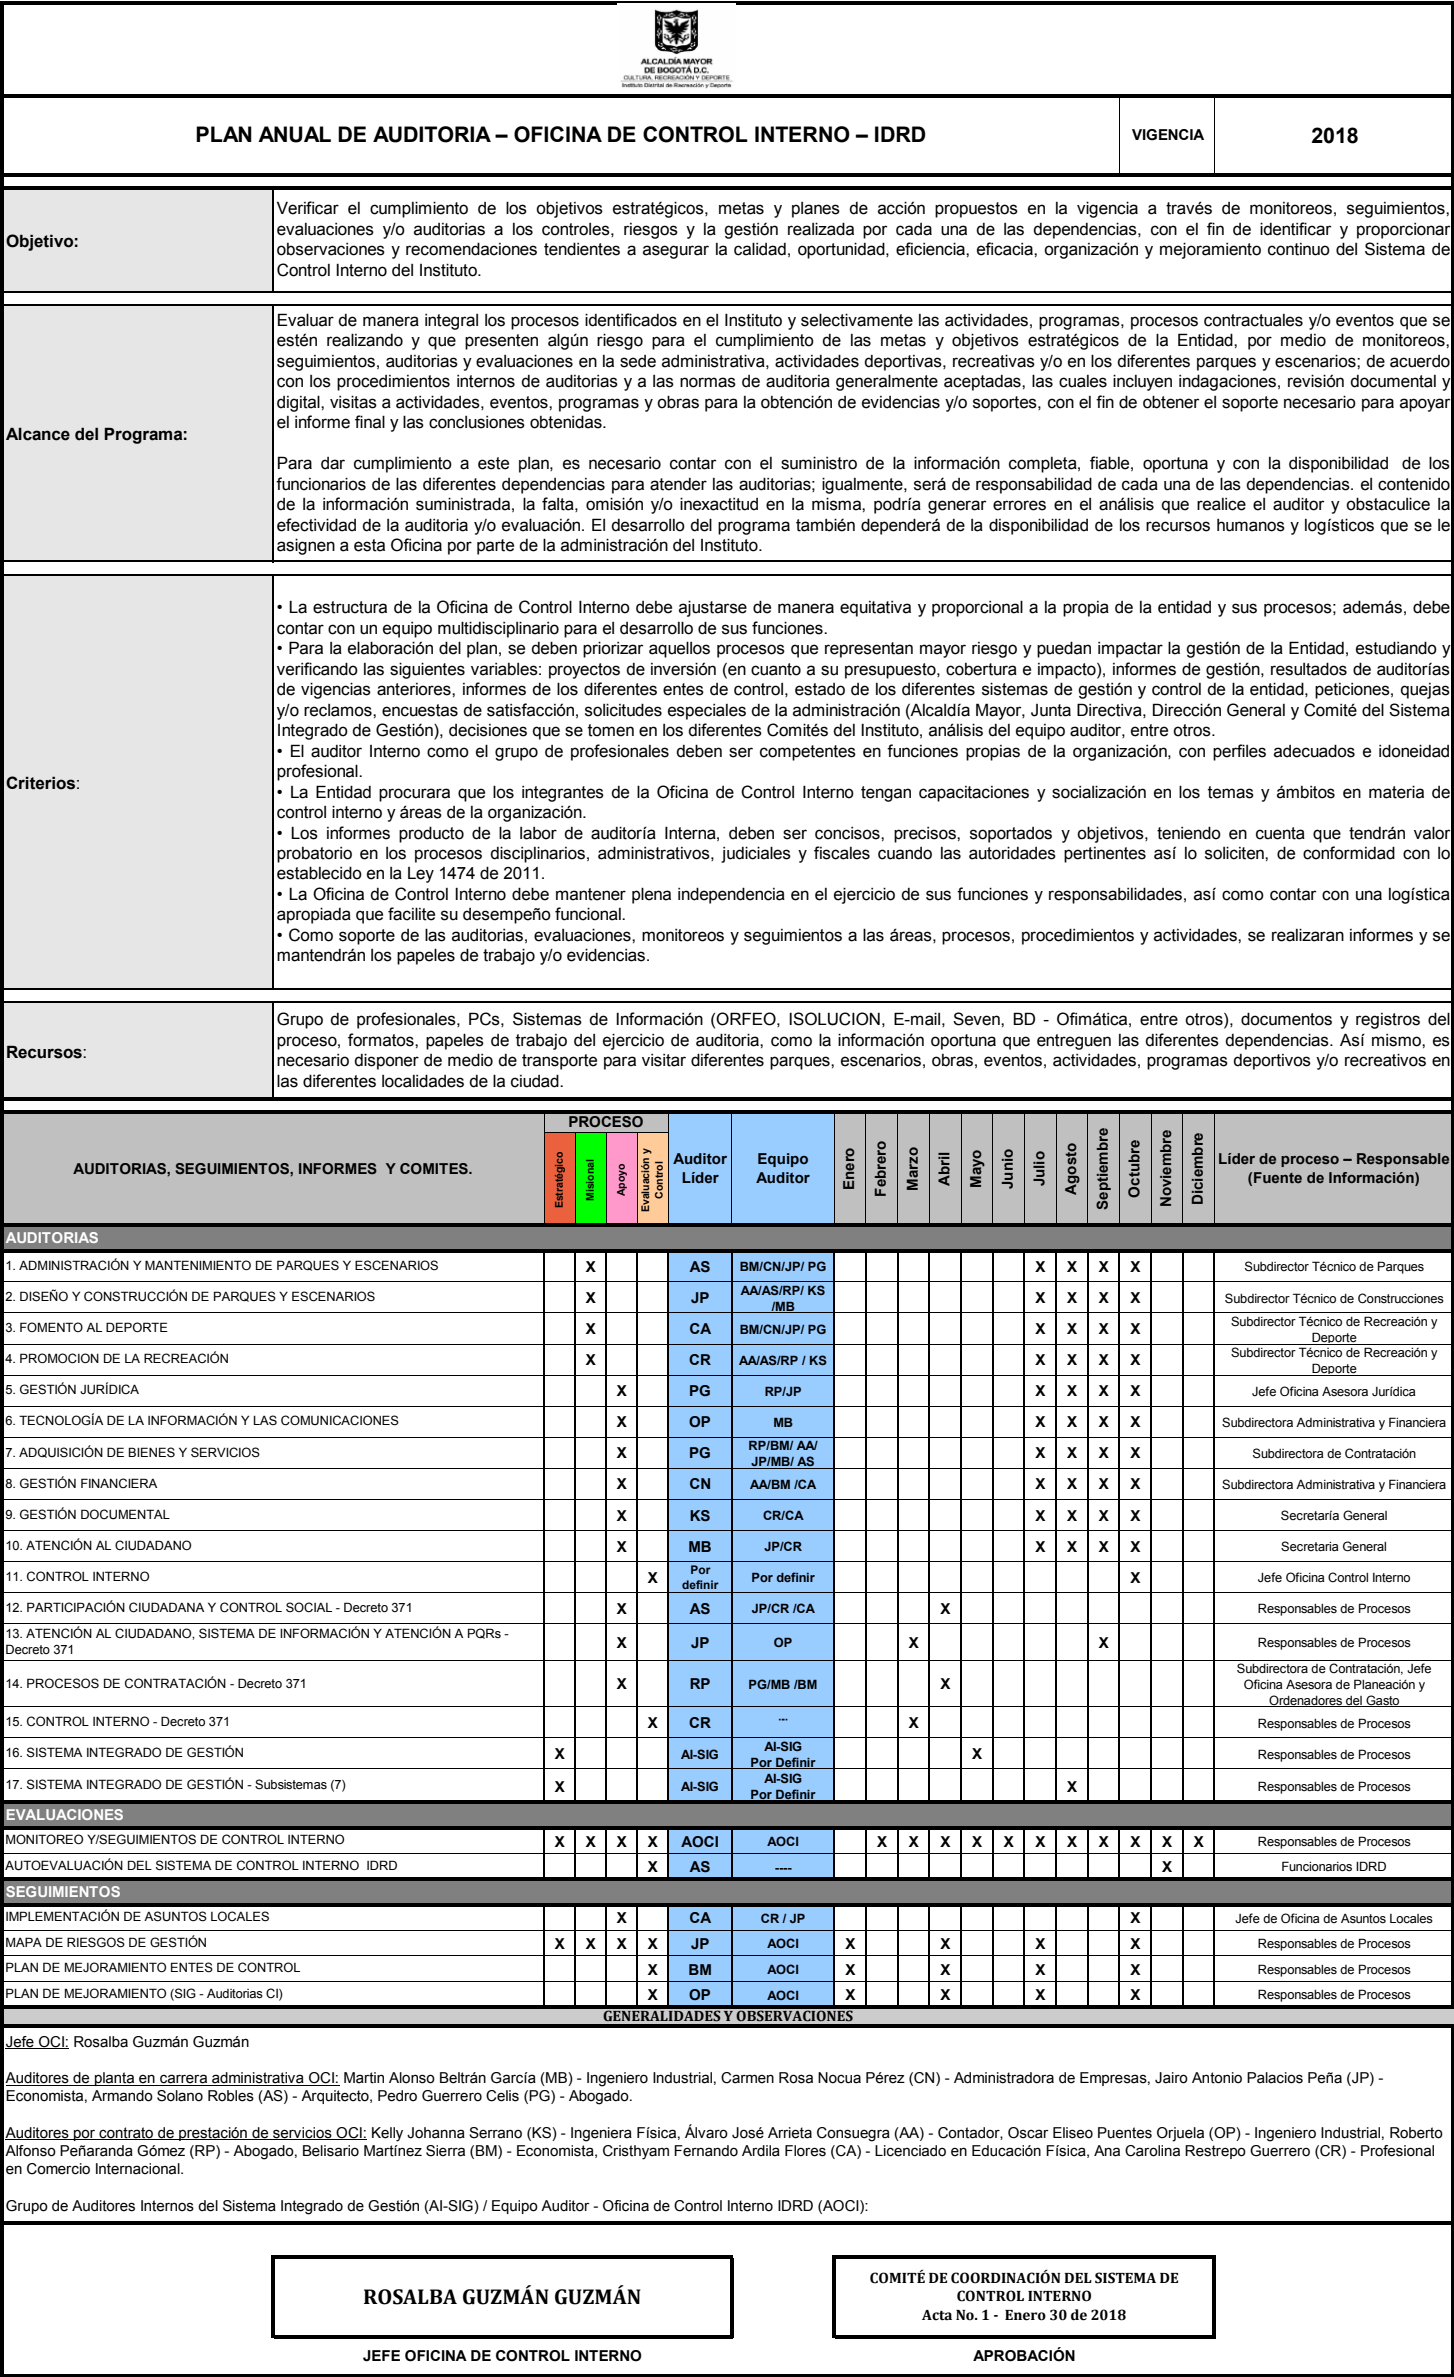 ALCALDÍA MAYOR
DE BOGOTÁ D.C.
CULTURA, RECREACIÓN Y DEPORTE
Instituto Distrital de Recreación y Deporte
PLAN ANUAL DE AUDITORIA – OFICINA DE CONTROL INTERNO – IDRD VIGENCIA 2018
Objetivo:
Verificar el cumplimiento de los objetivos estratégicos, metas y planes de acción propuestos en la vigencia a través de monitoreos, seguimientos,
evaluaciones y/o auditorias a los controles, riesgos y la gestión realizada por cada una de las dependencias, con el fin de identificar y proporcionar
observaciones y recomendaciones tendientes a asegurar la calidad, oportunidad, eficiencia, eficacia, organización y mejoramiento continuo del Sistema de
Control Interno del Instituto.
Alcance del Programa:
Evaluar de manera integral los procesos identificados en el Instituto y selectivamente las actividades, programas, procesos contractuales y/o eventos que se
estén realizando y que presenten algún riesgo para el cumplimiento de las metas y objetivos estratégicos de la Entidad, por medio de monitoreos,
seguimientos, auditorias y evaluaciones en la sede administrativa, actividades deportivas, recreativas y/o en los diferentes parques y escenarios; de acuerdo
con los procedimientos internos de auditorias y a las normas de auditoria generalmente aceptadas, las cuales incluyen indagaciones, revisión documental y
digital, visitas a actividades, eventos, programas y obras para la obtención de evidencias y/o soportes, con el fin de obtener el soporte necesario para apoyar
el informe final y las conclusiones obtenidas.
Para dar cumplimiento a este plan, es necesario contar con el suministro de la información completa, fiable, oportuna y con la disponibilidad de los
funcionarios de las diferentes dependencias para atender las auditorias; igualmente, será de responsabilidad de cada una de las dependencias. el contenido
de la información suministrada, la falta, omisión y/o inexactitud en la misma, podría generar errores en el análisis que realice el auditor y obstaculice la
efectividad de la auditoria y/o evaluación. El desarrollo del programa también dependerá de la disponibilidad de los recursos humanos y logísticos que se le
asignen a esta Oficina por parte de la administración del Instituto.
Criterios:
• La estructura de la Oficina de Control Interno debe ajustarse de manera equitativa y proporcional a la propia de la entidad y sus procesos; además, debe
contar con un equipo multidisciplinario para el desarrollo de sus funciones.
• Para la elaboración del plan, se deben priorizar aquellos procesos que representan mayor riesgo y puedan impactar la gestión de la Entidad, estudiando y
verificando las siguientes variables: proyectos de inversión (en cuanto a su presupuesto, cobertura e impacto), informes de gestión, resultados de auditorías
de vigencias anteriores, informes de los diferentes entes de control, estado de los diferentes sistemas de gestión y control de la entidad, peticiones, quejas
y/o reclamos, encuestas de satisfacción, solicitudes especiales de la administración (Alcaldía Mayor, Junta Directiva, Dirección General y Comité del Sistema
Integrado de Gestión), decisiones que se tomen en los diferentes Comités del Instituto, análisis del equipo auditor, entre otros.
• El auditor Interno como el grupo de profesionales deben ser competentes en funciones propias de la organización, con perfiles adecuados e idoneidad
profesional.
• La Entidad procurara que los integrantes de la Oficina de Control Interno tengan capacitaciones y socialización en los temas y ámbitos en materia de
control interno y áreas de la organización.
• Los informes producto de la labor de auditoría Interna, deben ser concisos, precisos, soportados y objetivos, teniendo en cuenta que tendrán valor
probatorio en los procesos disciplinarios, administrativos, judiciales y fiscales cuando las autoridades pertinentes así lo soliciten, de conformidad con lo
establecido en la Ley 1474 de 2011.
• La Oficina de Control Interno debe mantener plena independencia en el ejercicio de sus funciones y responsabilidades, así como contar con una logística
apropiada que facilite su desempeño funcional.
• Como soporte de las auditorias, evaluaciones, monitoreos y seguimientos a las áreas, procesos, procedimientos y actividades, se realizaran informes y se
mantendrán los papeles de trabajo y/o evidencias.
Recursos:
Grupo de profesionales, PCs, Sistemas de Información (ORFEO, ISOLUCION, E-mail, Seven, BD - Ofimática, entre otros), documentos y registros del
proceso, formatos, papeles de trabajo del ejercicio de auditoria, como la información oportuna que entreguen las diferentes dependencias. Así mismo, es
necesario disponer de medio de transporte para visitar diferentes parques, escenarios, obras, eventos, actividades, programas deportivos y/o recreativos en
las diferentes localidades de la ciudad.
AUDITORIAS, SEGUIMIENTOS, INFORMES Y COMITES.
PROCESO
Estratégico
Misional
Apoyo
Evaluación y
Control
Auditor
Líder
Equipo
Auditor
Enero
Febrero
Marzo
Abril
Mayo
Junio
Julio
Agosto
Septiembre
Octubre
Noviembre
Diciembre
Líder de proceso – Responsable
(Fuente de Información)
AUDITORIAS
1. ADMINISTRACIÓN Y MANTENIMIENTO DE PARQUES Y ESCENARIOS X AS BM/CN/JP/ PG X X X X Subdirector Técnico de Parques
2. DISEÑO Y CONSTRUCCIÓN DE PARQUES Y ESCENARIOS X JP AA/AS/RP/ KS
/MB X X X X Subdirector Técnico de Construcciones
3. FOMENTO AL DEPORTE X CA BM/CN/JP/ PG X X X X Subdirector Técnico de Recreación y
Deporte
4. PROMOCION DE LA RECREACIÓN X CR AA/AS/RP / KS X X X X Subdirector Técnico de Recreación y
Deporte
5. GESTIÓN JURÍDICA X PG RP/JP X X X X Jefe Oficina Asesora Jurídica
6. TECNOLOGÍA DE LA INFORMACIÓN Y LAS COMUNICACIONES X OP MB X X X X Subdirectora Administrativa y Financiera
7. ADQUISICIÓN DE BIENES Y SERVICIOS X PG RP/BM/ AA/
JP/MB/ AS X X X X Subdirectora de Contratación
8. GESTIÓN FINANCIERA X CN AA/BM /CA X X X X Subdirectora Administrativa y Financiera
9. GESTIÓN DOCUMENTAL X KS CR/CA X X X X Secretaría General
10. ATENCIÓN AL CIUDADANO X MB JP/CR X X X X Secretaria General
11. CONTROL INTERNO X Por
definir Por definir X Jefe Oficina Control Interno
12. PARTICIPACIÓN CIUDADANA Y CONTROL SOCIAL - Decreto 371 X AS JP/CR /CA X Responsables de Procesos
13. ATENCIÓN AL CIUDADANO, SISTEMA DE INFORMACIÓN Y ATENCIÓN A PQRs -
Decreto 371 X JP OP X X Responsables de Procesos
14. PROCESOS DE CONTRATACIÓN - Decreto 371 X RP PG/MB /BM X Subdirectora de Contratación, Jefe
Oficina Asesora de Planeación y
Ordenadores del Gasto
15. CONTROL INTERNO - Decreto 371 X CR ---- X Responsables de Procesos
16. SISTEMA INTEGRADO DE GESTIÓN X AI-SIG AI-SIG
Por Definir X Responsables de Procesos
17. SISTEMA INTEGRADO DE GESTIÓN - Subsistemas (7) X AI-SIG AI-SIG
Por Definir X Responsables de Procesos
EVALUACIONES
MONITOREO Y/SEGUIMIENTOS DE CONTROL INTERNO X X X X AOCI AOCI X X X X X X X X X X X Responsables de Procesos
AUTOEVALUACIÓN DEL SISTEMA DE CONTROL INTERNO IDRD X AS ---- X Funcionarios IDRD
SEGUIMIENTOS
IMPLEMENTACIÓN DE ASUNTOS LOCALES X CA CR / JP X Jefe de Oficina de Asuntos Locales
MAPA DE RIESGOS DE GESTIÓN X X X X JP AOCI X X X X Responsables de Procesos
PLAN DE MEJORAMIENTO ENTES DE CONTROL X BM AOCI X X X X Responsables de Procesos
PLAN DE MEJORAMIENTO (SIG - Auditorias CI) X OP AOCI X X X X Responsables de Procesos
GENERALIDADES Y OBSERVACIONES
Jefe OCI: Rosalba Guzmán Guzmán
Auditores de planta en carrera administrativa OCI: Martin Alonso Beltrán García (MB) - Ingeniero Industrial, Carmen Rosa Nocua Pérez (CN) - Administradora de Empresas, Jairo Antonio Palacios Peña (JP) -
Economista, Armando Solano Robles (AS) - Arquitecto, Pedro Guerrero Celis (PG) - Abogado.
Auditores por contrato de prestación de servicios OCI: Kelly Johanna Serrano (KS) - Ingeniera Física, Álvaro José Arrieta Consuegra (AA) - Contador, Oscar Eliseo Puentes Orjuela (OP) - Ingeniero Industrial, Roberto
Alfonso Peñaranda Gómez (RP) - Abogado, Belisario Martínez Sierra (BM) - Economista, Cristhyam Fernando Ardila Flores (CA) - Licenciado en Educación Física, Ana Carolina Restrepo Guerrero (CR) - Profesional
en Comercio Internacional.
Grupo de Auditores Internos del Sistema Integrado de Gestión (AI-SIG) / Equipo Auditor - Oficina de Control Interno IDRD (AOCI):
ROSALBA GUZMÁN GUZMÁN
JEFE OFICINA DE CONTROL INTERNO
COMITÉ DE COORDINACIÓN DEL SISTEMA DE
CONTROL INTERNO
Acta No. 1 - Enero 30 de 2018
APROBACIÓN